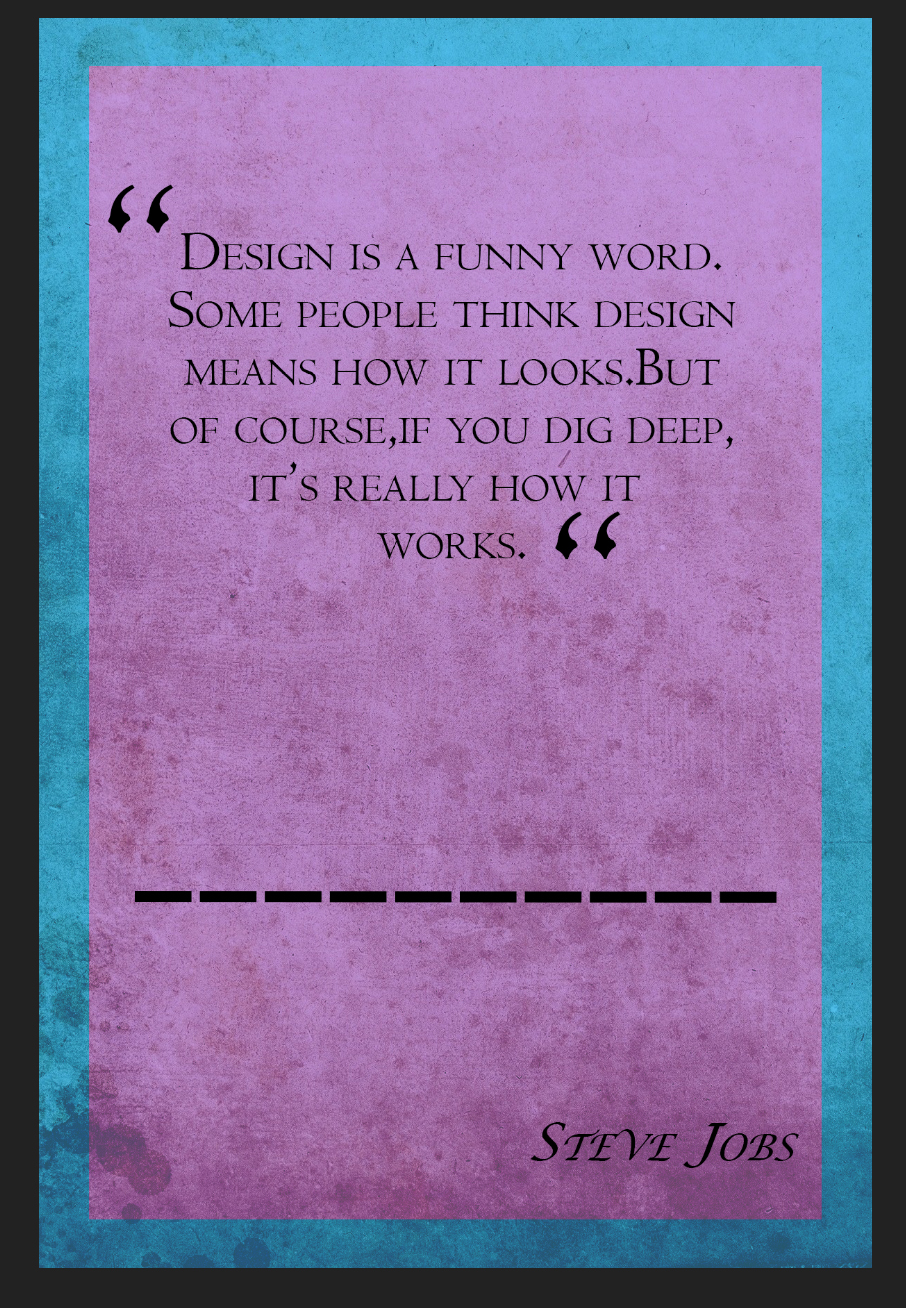 “Design is a funny word.
Some people think design
means how it looks.But
of course,if you dig deep,
it’s really how it
works. “
Steve Jobs